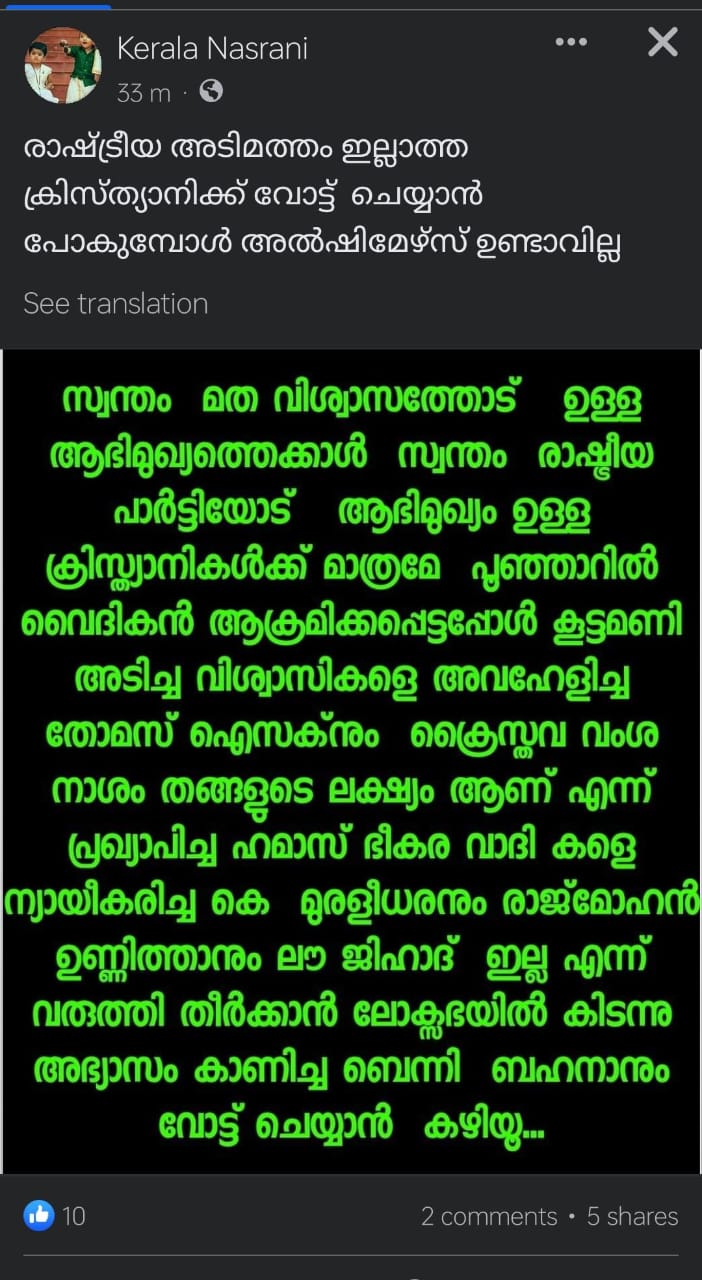 Kerala Nasrani
33 m ·
രാഷ്ട്രീയ അടിമത്തം ഇല്ലാത്ത
ക്രിസ്ത്യാനിക്ക് വോട്ട് ചെയ്യാൻ
പോകുമ്പോൾ അൽഷിമേഴ്സ് ഉണ്ടാവില്ല
See translation
സ്വന്തം മത വിശ്വാസത്തോട് ഉള്ള
ആഭിമുഖ്യത്തെക്കാൾ സ്വന്തം രാഷ്ട്രീയ
പാർട്ടിയോട് ആഭിമുഖ്യം ഉള്ള
ക്രിസ്ത്യാനികൾക്ക് മാത്രമേ പൂഞ്ഞാറിൽ
വൈദികൻ ആക്രമിക്കപ്പെട്ടപ്പോൾ കൂട്ടമണി
അടിച്ച വിശ്വാസികളെ അവഹേളിച്ച
തോമസ് ഐസക്നും ക്രൈസ്തവ വംശ
നാശം തങ്ങളുടെ ലക്ഷ്യം ആണ് എന്ന്
പ്രഖ്യാപിച്ച ഹമാസ് ഭീകര വാദി കളെ
ന്യായീകരിച്ച കെ മുരളീധരനും രാജ്മോഹൻ
ഉണ്ണിത്താനും ലൗ ജിഹാദ് ഇല്ല എന്ന്
വരുത്തി തീർക്കാൻ ലോക്സഭയിൽ കിടന്നു
അഭ്യാസം കാണിച്ച ബെന്നി ബഹനാനും
വോട്ട് ചെയ്യാൻ കഴിയൂ...
10
2 comments • 5 shares